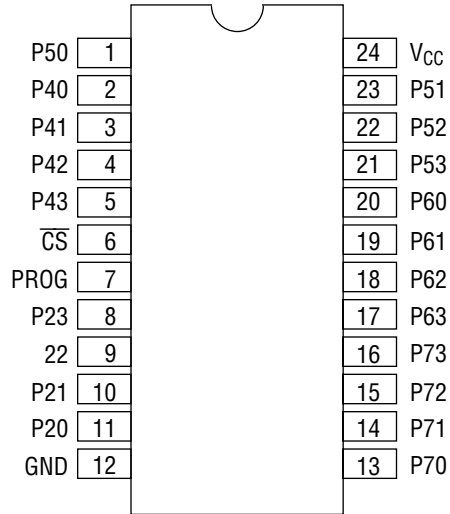 P50 1 24 VCC
P40 2 23 P51
P41 3 22 P52
P42 4 21 P53
P43 5 20 P60
C̅S̅ 6 19 P61
PROG 7 18 P62
P23 8 17 P63
22 9 16 P73
P21 10 15 P72
P20 11 14 P71
GND 12 13 P70